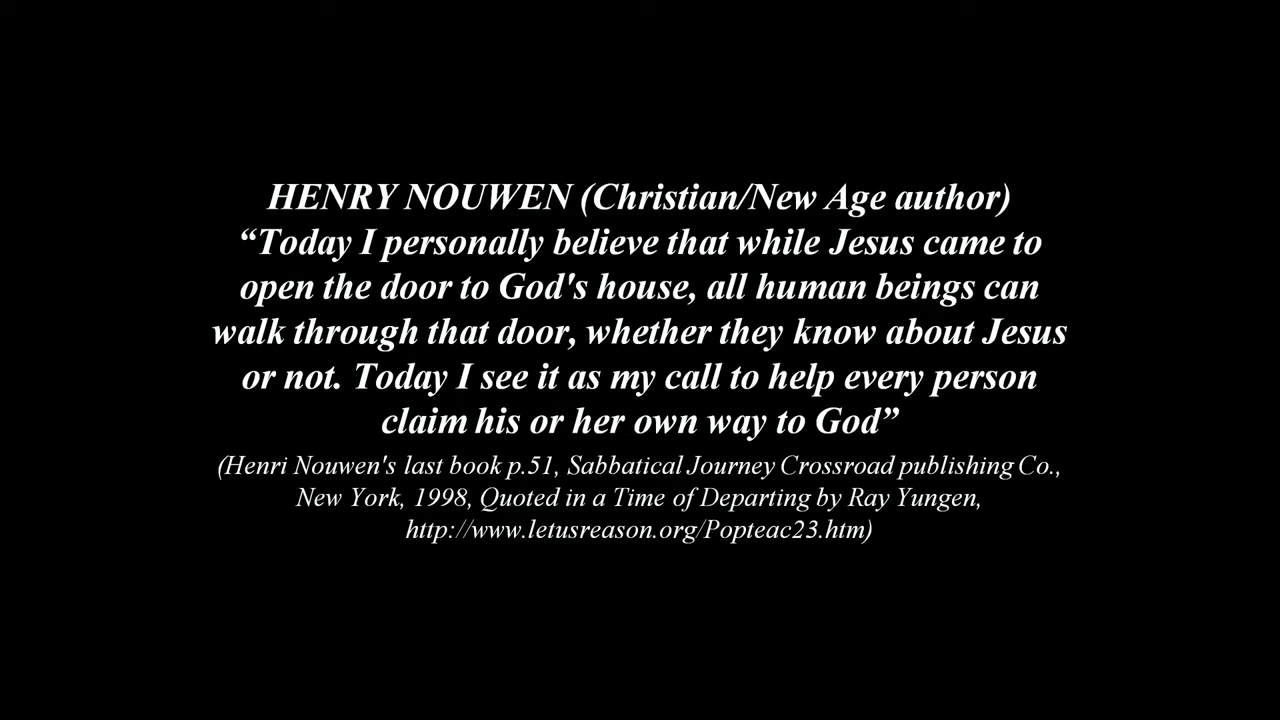 HENRY NOUWEN (Christian/New Age author)
“Today I personally believe that while Jesus came to
open the door to God's house, all human beings can
walk through that door, whether they know about Jesus
or not. Today I see it as my call to help every person
claim his or her own way to God”
(Henri Nouwen's last book p.51, Sabbatical Journey Crossroad publishing Co.,
New York, 1998, Quoted in a Time of Departing by Ray Yungen,
http://www.letusreason.org/Popteac23.htm)